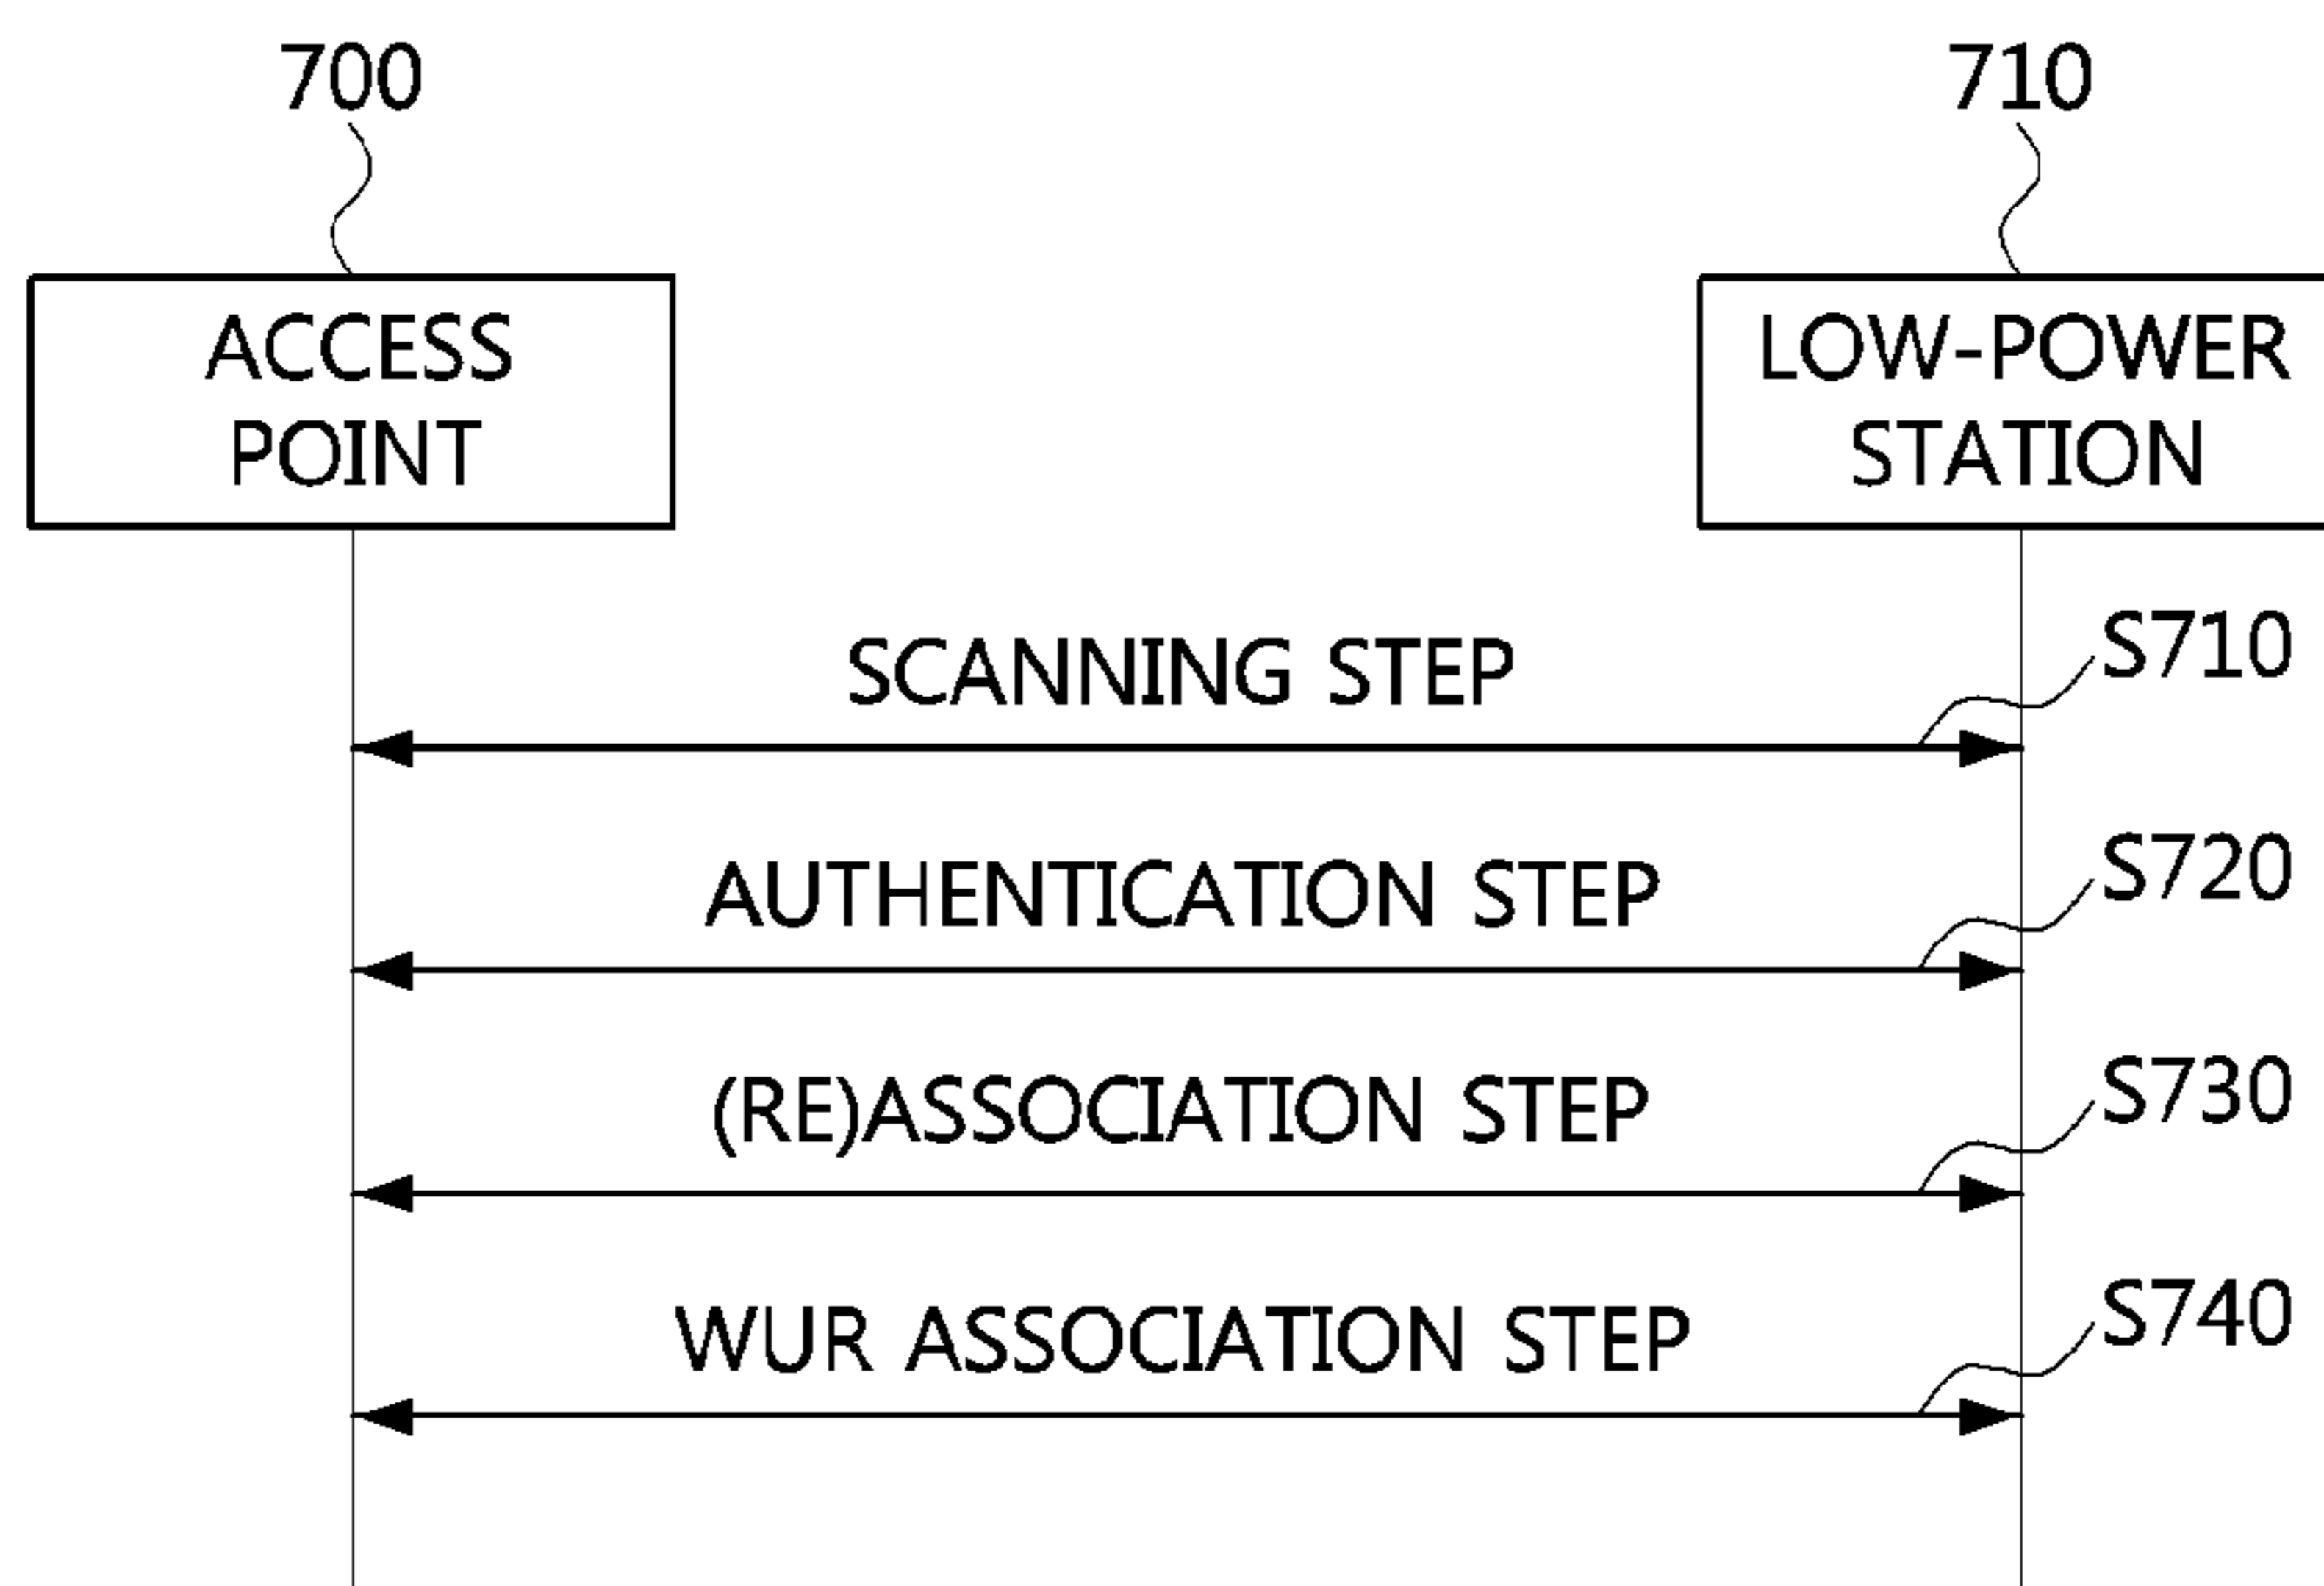 700
710
ACCESS
POINT
LOW-POWER
STATION
SCANNING STEP
S710
AUTHENTICATION STEP
S720
(RE)ASSOCIATION STEP
S730
WUR ASSOCIATION STEP
S740